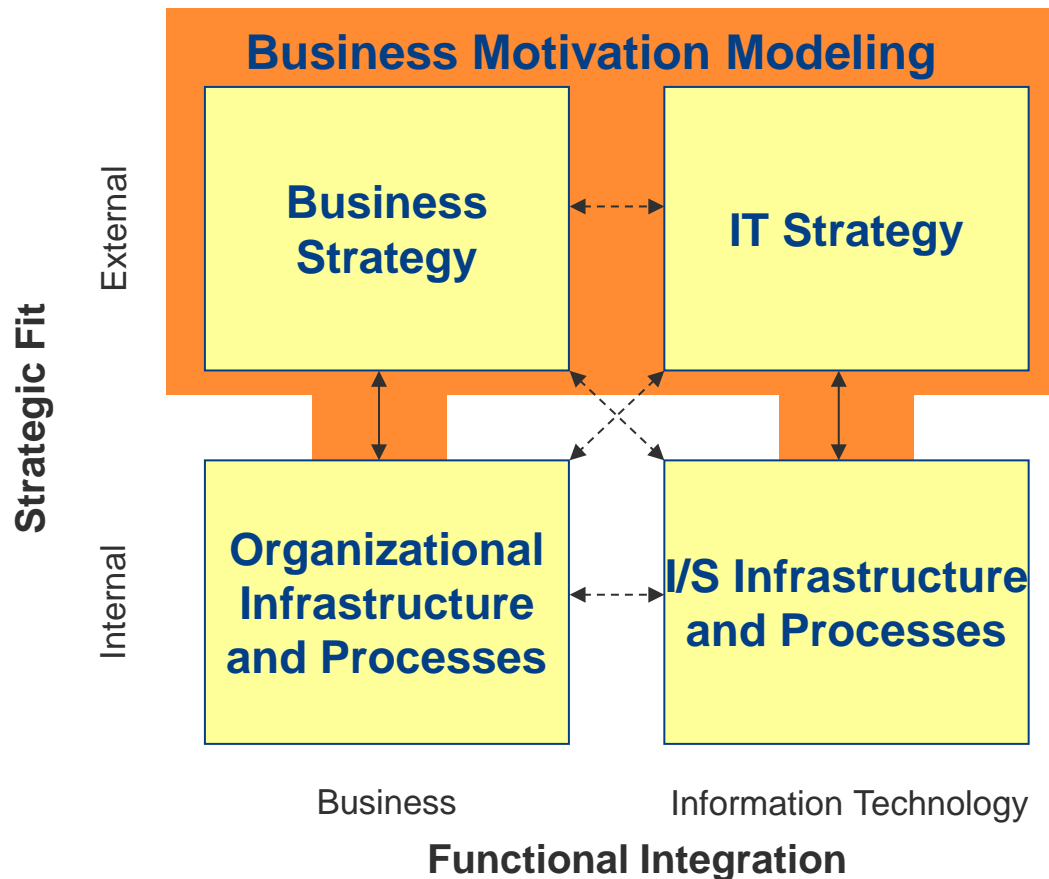 Business Motivation Modeling
External
Business
Strategy
IT Strategy
Strategic Fit
Internal
Organizational
Infrastructure
and Processes
I/S Infrastructure
and Processes
Business
Information Technology
Functional Integration